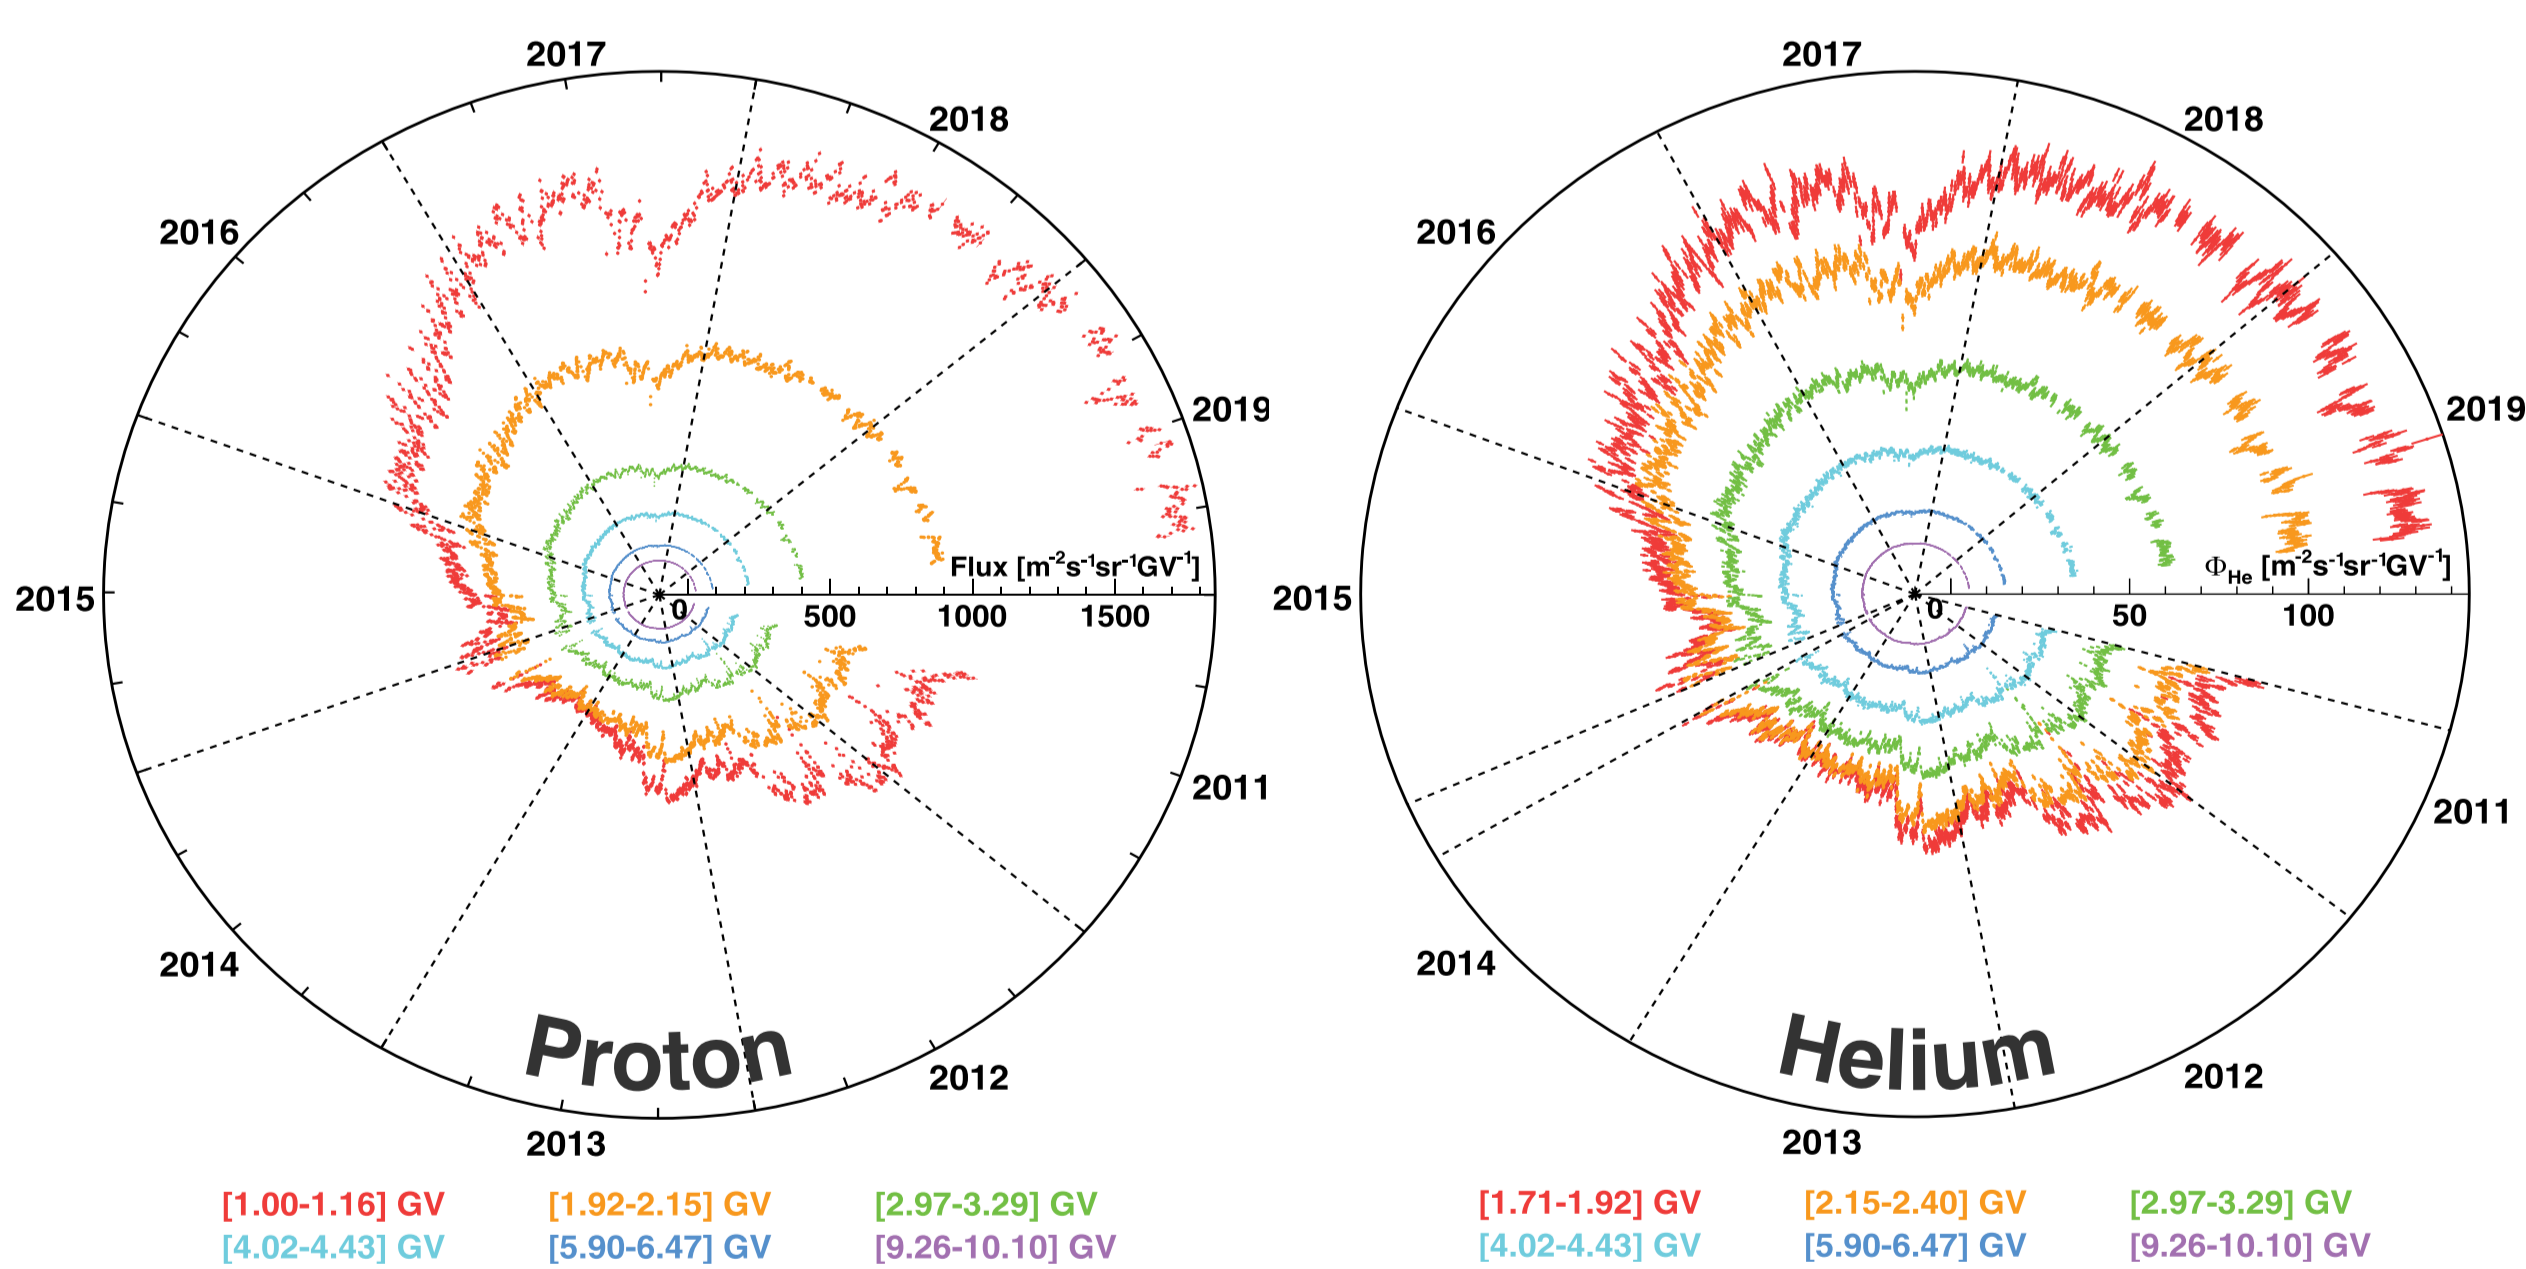 2017
2018
2016
2019
Flux [m-2s-1sr-1GV-1]
2015
0
500
1000
1500
2011
2014
Proton
2012
2013
[1.00-1.16] GV
[1.92-2.15] GV
[2.97-3.29] GV
[4.02-4.43] GV
[5.90-6.47] GV
[9.26-10.10] GV
2017
2018
2016
2019
ΦHe [m-2s-1sr-1GV-1]
2015
0
50
100
2011
2014
Helium
2012
2013
[1.71-1.92] GV
[2.15-2.40] GV
[2.97-3.29] GV
[4.02-4.43] GV
[5.90-6.47] GV
[9.26-10.10] GV